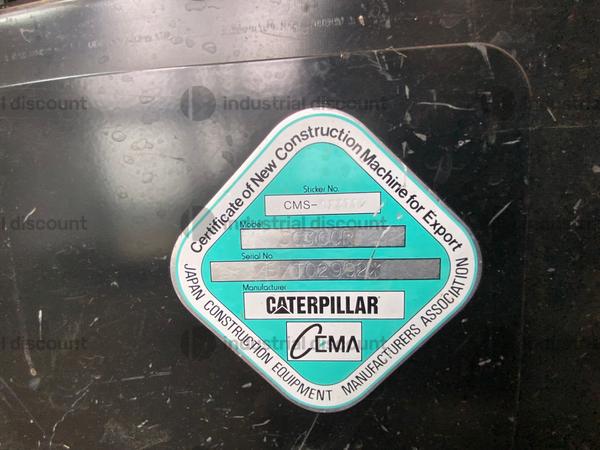 Certificate of New Construction Machine for Export
Sticker No.
CMS-
Model
Serial No.
Manufacturer
CATERPILLAR
CEMA
JAPAN CONSTRUCTION EQUIPMENT MANUFACTURERS ASSOCIATION
industrial discount